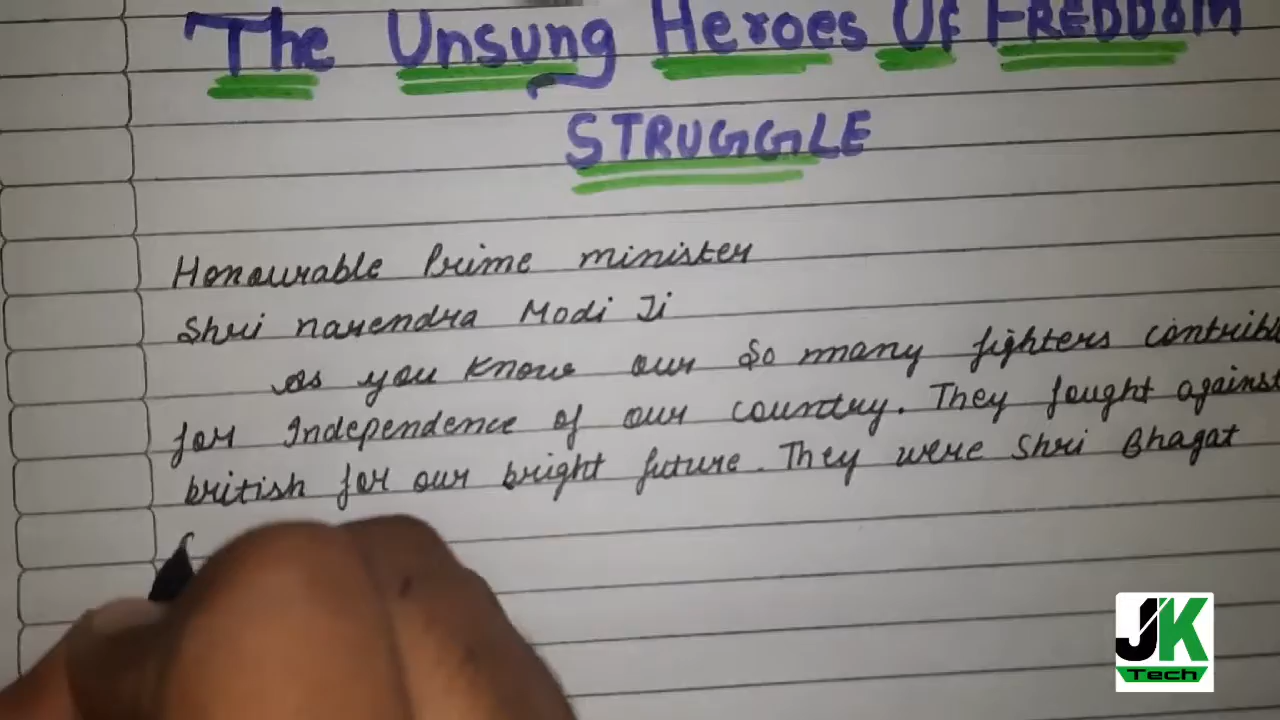 The Unsung Heroes Of FREDDOM
STRUGGLE
Honourable Prime minister
Shri narendra Modi Ji
as you know our so many fighters
for Independence of our country. They fought against
british for our bright future. They were Shri Bhagat
JK
Tech